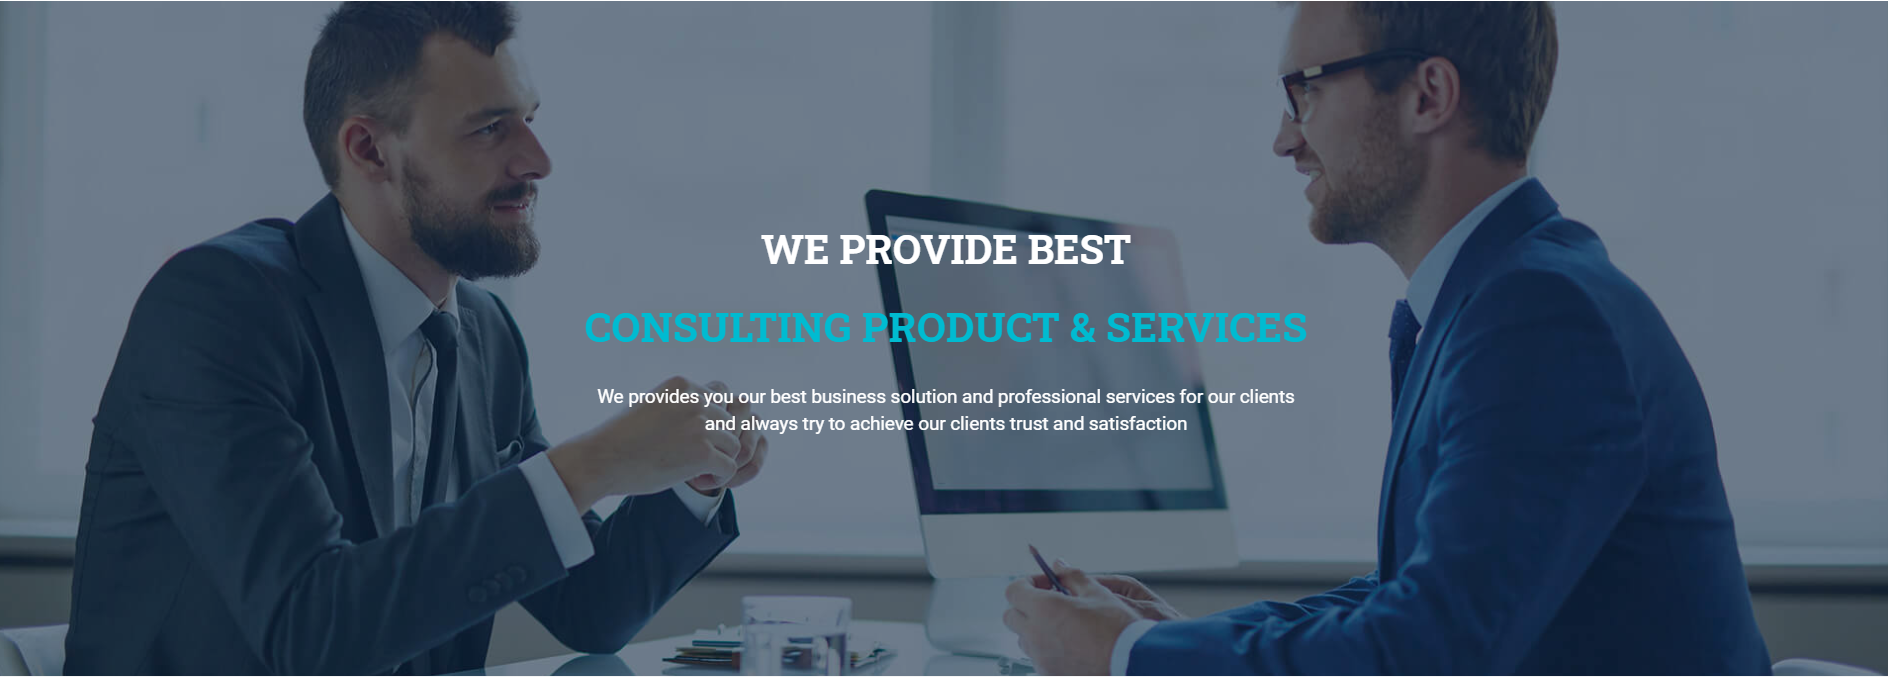 WE PROVIDE BEST
CONSULTING PRODUCT & SERVICES
We provides you our best business solution and professional services for our clients
and always try to achieve our clients trust and satisfaction